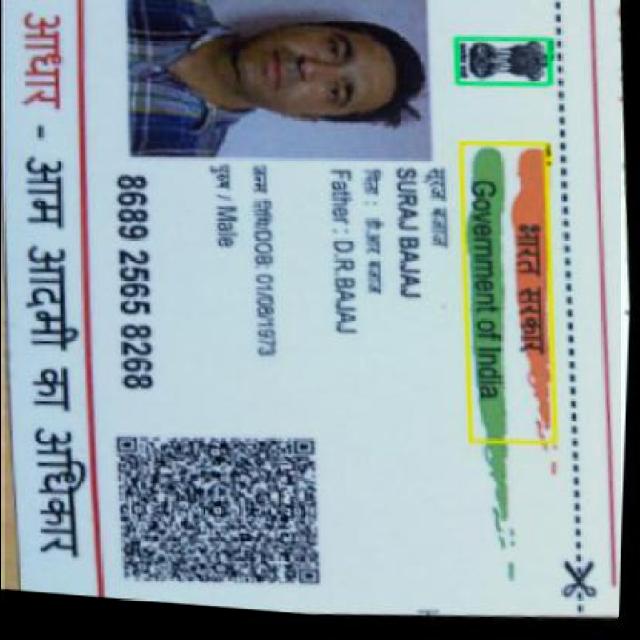 भारत सरकार
Government of India
सूरज बजाज
SURAJ BAJAJ
पिता : डी.आर बजाज
Father : D.R.BAJAJ
जन्म तिथि/DOB: 01/08/1973
पुरुष / Male
8689 2565 8268
आधार - आम आदमी का अधिकार